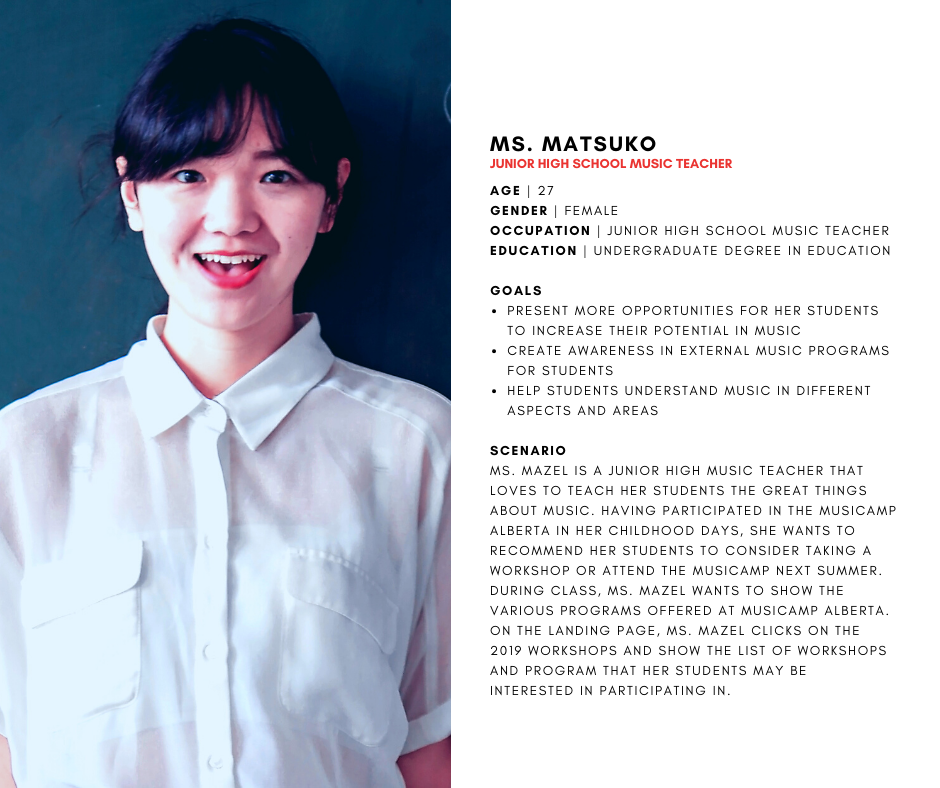 MS. MATSUKO
JUNIOR HIGH SCHOOL MUSIC TEACHER
AGE | 27
GENDER | FEMALE
OCCUPATION | JUNIOR HIGH SCHOOL MUSIC TEACHER
EDUCATION | UNDERGRADUATE DEGREE IN EDUCATION
GOALS
• PRESENT MORE OPPORTUNITIES FOR HER STUDENTS
TO INCREASE THEIR POTENTIAL IN MUSIC
• CREATE AWARENESS IN EXTERNAL MUSIC PROGRAMS
FOR STUDENTS
• HELP STUDENTS UNDERSTAND MUSIC IN DIFFERENT
ASPECTS AND AREAS
SCENARIO
MS. MAZEL IS A JUNIOR HIGH MUSIC TEACHER THAT
LOVES TO TEACH HER STUDENTS THE GREAT THINGS
ABOUT MUSIC. HAVING PARTICIPATED IN THE MUSICAMP
ALBERTA IN HER CHILDHOOD DAYS, SHE WANTS TO
RECOMMEND HER STUDENTS TO CONSIDER TAKING A
WORKSHOP OR ATTEND THE MUSICAMP NEXT SUMMER.
DURING CLASS, MS. MAZEL WANTS TO SHOW THE
VARIOUS PROGRAMS OFFERED AT MUSICAMP ALBERTA.
ON THE LANDING PAGE, MS. MAZEL CLICKS ON THE
2019 WORKSHOPS AND SHOW THE LIST OF WORKSHOPS
AND PROGRAM THAT HER STUDENTS MAY BE
INTERESTED IN PARTICIPATING IN.